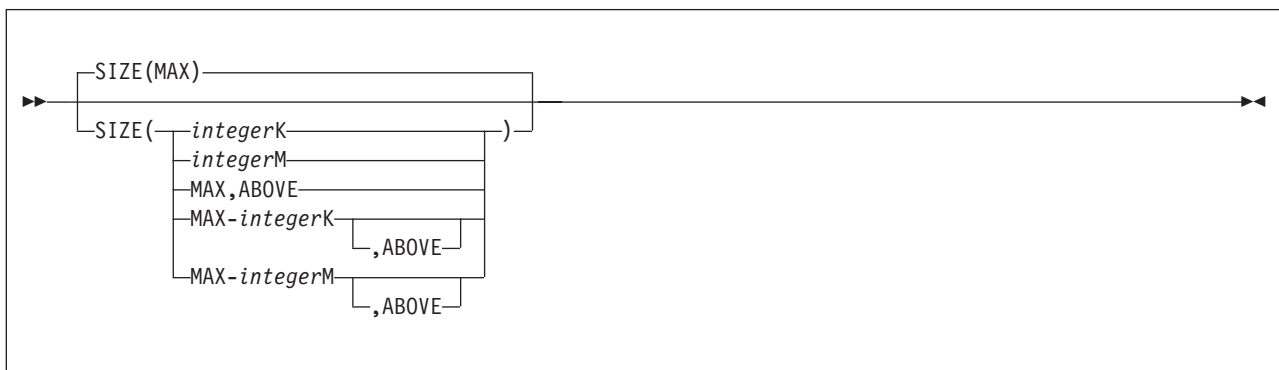 SIZE(MAX)
SIZE( integerK )
integerM
MAX,ABOVE
MAX-integerK
,ABOVE
MAX-integerM
,ABOVE